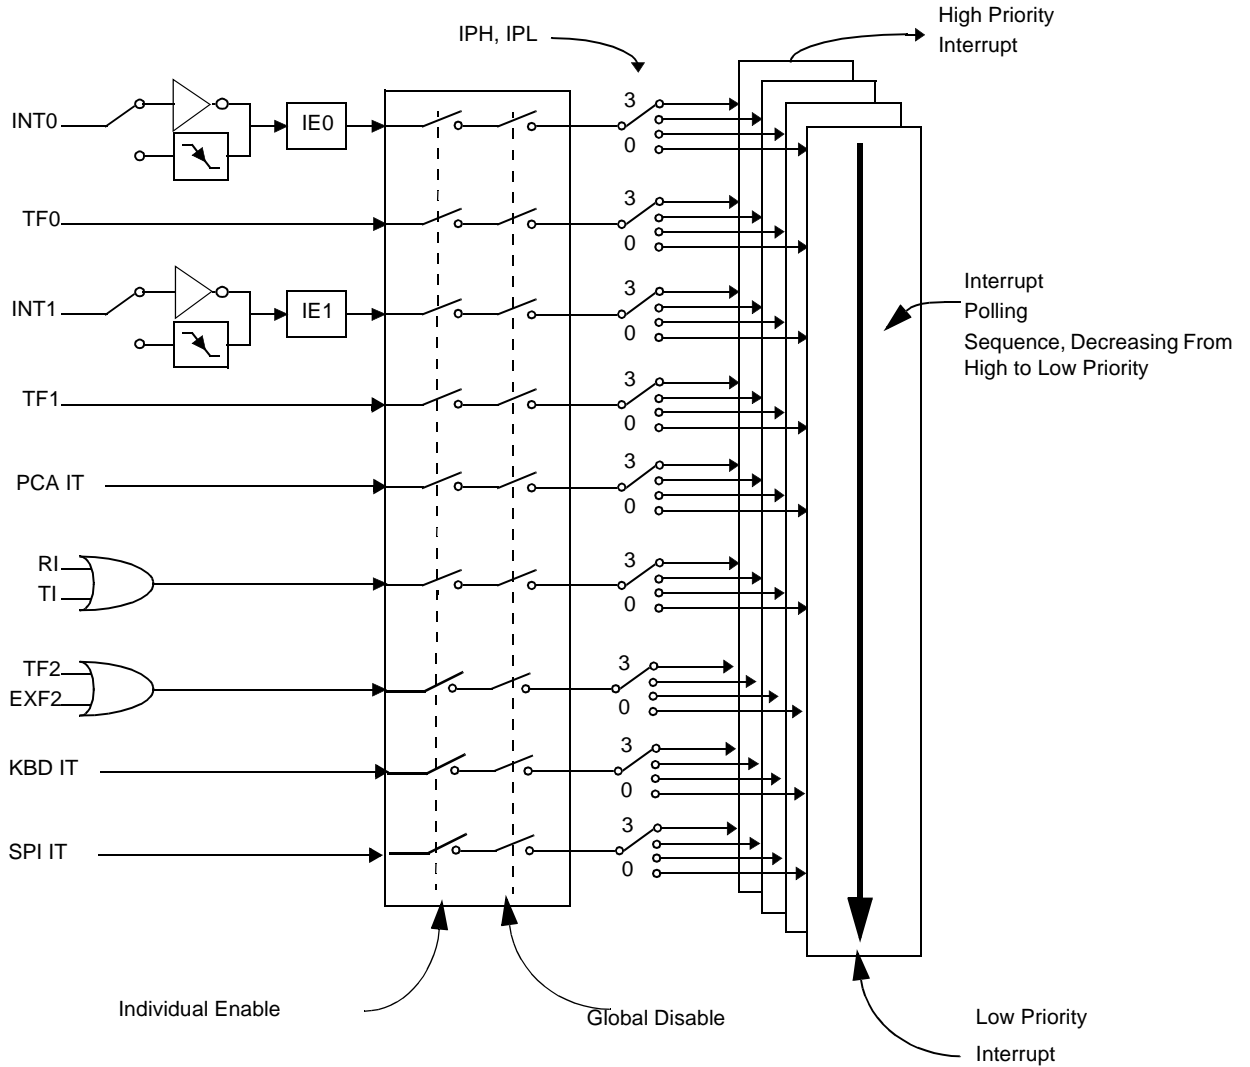 High Priority
Interrupt
IPH, IPL
3
INT0
IE0
0
3
TF0
0
3
INT1
IE1
0
Interrupt
Polling
Sequence, Decreasing From
High to Low Priority
3
TF1
0
3
PCA IT
0
3
RI
TI
0
3
TF2
EXF2
0
3
KBD IT
0
3
SPI IT
0
Individual Enable
Global Disable
Low Priority
Interrupt